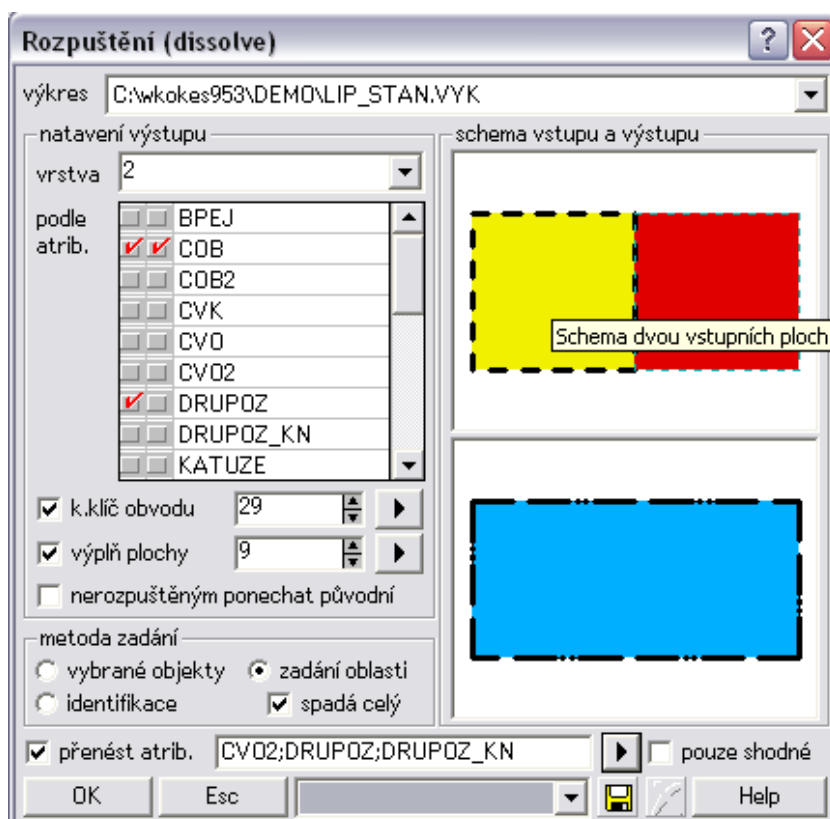 Rozpuštění (dissolve)
výkres C:\wkokes953\DEMO\LIP_STAN.VYK
natavení výstupu
vrstva 2
podle atrib.
BPEJ
COB
COB2
CVK
CVO
CVO2
DRUPOZ
DRUPOZ_KN
KATUZE
k.klíč obvodu 29
výplň plochy 9
nerozpuštěným ponechat původní
metoda zadání
vybrané objekty zadání oblasti
identifikace spadá celý
schema vstupu a výstupu
Schema dvou vstupních ploch
přenést atrib. CVO2;DRUPOZ;DRUPOZ_KN pouze shodné
OK Esc Help